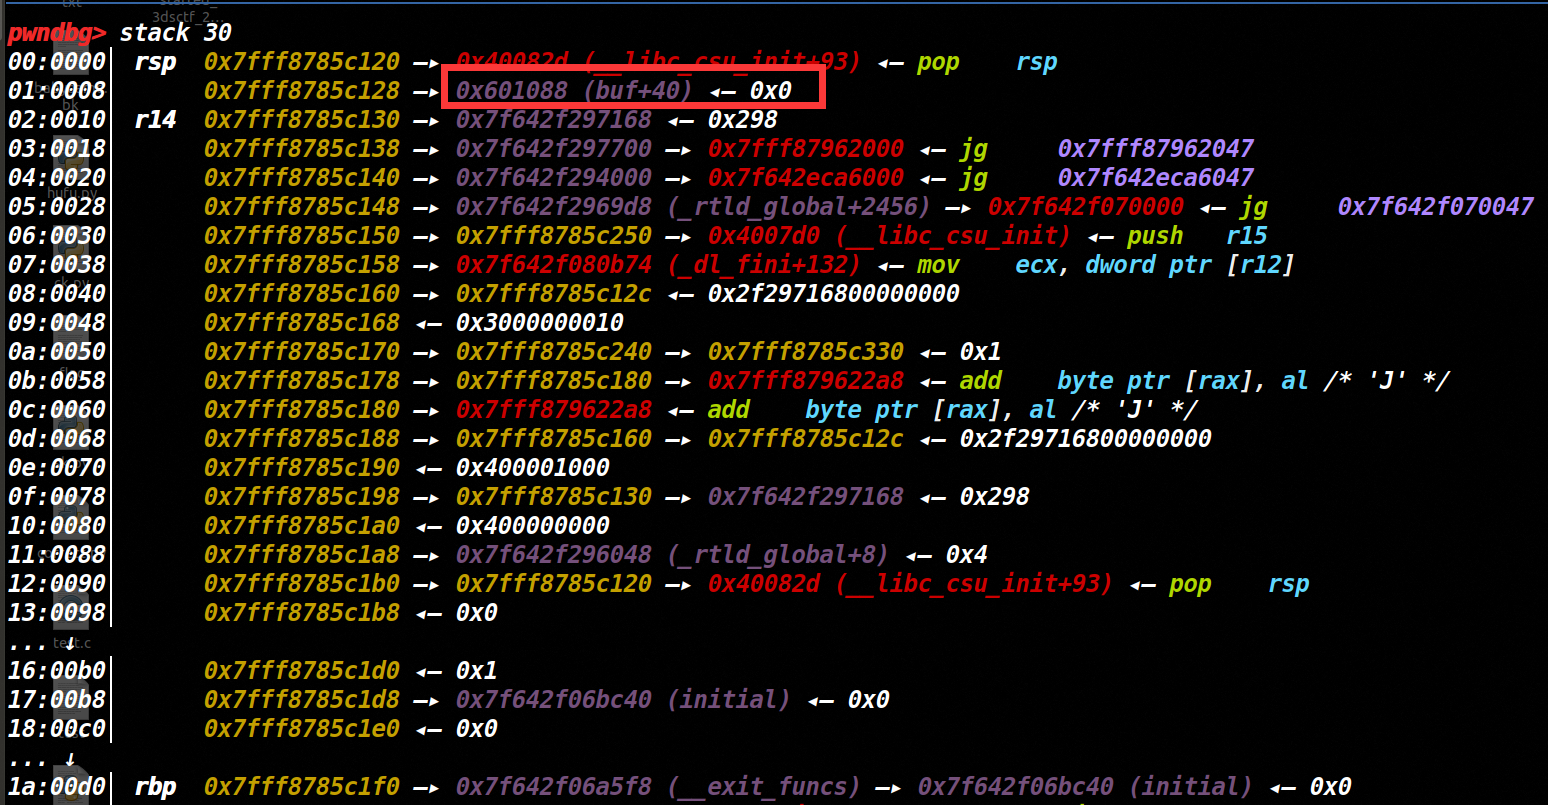 txt
started_
3dsctf_2...
pwndbg> stack 30
00:0000│ rsp 0x7fff8785c120 —▸ 0x40082d (__libc_csu_init+93) ◂— pop rsp
01:0008│ 0x7fff8785c128 —▸ 0x601088 (buf+40) ◂— 0x0
02:0010│ r14 0x7fff8785c130 —▸ 0x7f642f297168 ◂— 0x298
03:0018│ 0x7fff8785c138 —▸ 0x7f642f297700 —▸ 0x7fff87962000 ◂— jg 0x7fff87962047
04:0020│ 0x7fff8785c140 —▸ 0x7f642f294000 —▸ 0x7f642eca6000 ◂— jg 0x7f642eca6047
05:0028│ 0x7fff8785c148 —▸ 0x7f642f2969d8 (_rtld_global+2456) —▸ 0x7f642f070000 ◂— jg 0x7f642f070047
06:0030│ 0x7fff8785c150 —▸ 0x7fff8785c250 —▸ 0x4007d0 (__libc_csu_init) ◂— push r15
07:0038│ 0x7fff8785c158 —▸ 0x7f642f080b74 (_dl_fini+132) ◂— mov ecx, dword ptr [r12]
08:0040│ 0x7fff8785c160 —▸ 0x7fff8785c12c ◂— 0x2f29716800000000
09:0048│ 0x7fff8785c168 ◂— 0x3000000010
0a:0050│ 0x7fff8785c170 —▸ 0x7fff8785c240 —▸ 0x7fff8785c330 ◂— 0x1
0b:0058│ 0x7fff8785c178 —▸ 0x7fff8785c180 —▸ 0x7fff879622a8 ◂— add byte ptr [rax], al /* 'J' */
0c:0060│ 0x7fff8785c180 —▸ 0x7fff879622a8 ◂— add byte ptr [rax], al /* 'J' */
0d:0068│ 0x7fff8785c188 —▸ 0x7fff8785c160 —▸ 0x7fff8785c12c ◂— 0x2f29716800000000
0e:0070│ 0x7fff8785c190 ◂— 0x400001000
0f:0078│ 0x7fff8785c198 —▸ 0x7fff8785c130 —▸ 0x7f642f297168 ◂— 0x298
10:0080│ 0x7fff8785c1a0 ◂— 0x400000000
11:0088│ 0x7fff8785c1a8 —▸ 0x7f642f296048 (_rtld_global+8) ◂— 0x4
12:0090│ 0x7fff8785c1b0 —▸ 0x7fff8785c120 —▸ 0x40082d (__libc_csu_init+93) ◂— pop rsp
13:0098│ 0x7fff8785c1b8 ◂— 0x0
... ↓
test.c
16:00b0│ 0x7fff8785c1d0 ◂— 0x1
17:00b8│ 0x7fff8785c1d8 —▸ 0x7f642f06bc40 (initial) ◂— 0x0
18:00c0│ 0x7fff8785c1e0 ◂— 0x0
... ↓
1a:00d0│ rbp 0x7fff8785c1f0 —▸ 0x7f642f06a5f8 (__exit_funcs) —▸ 0x7f642f06bc40 (initial) ◂— 0x0